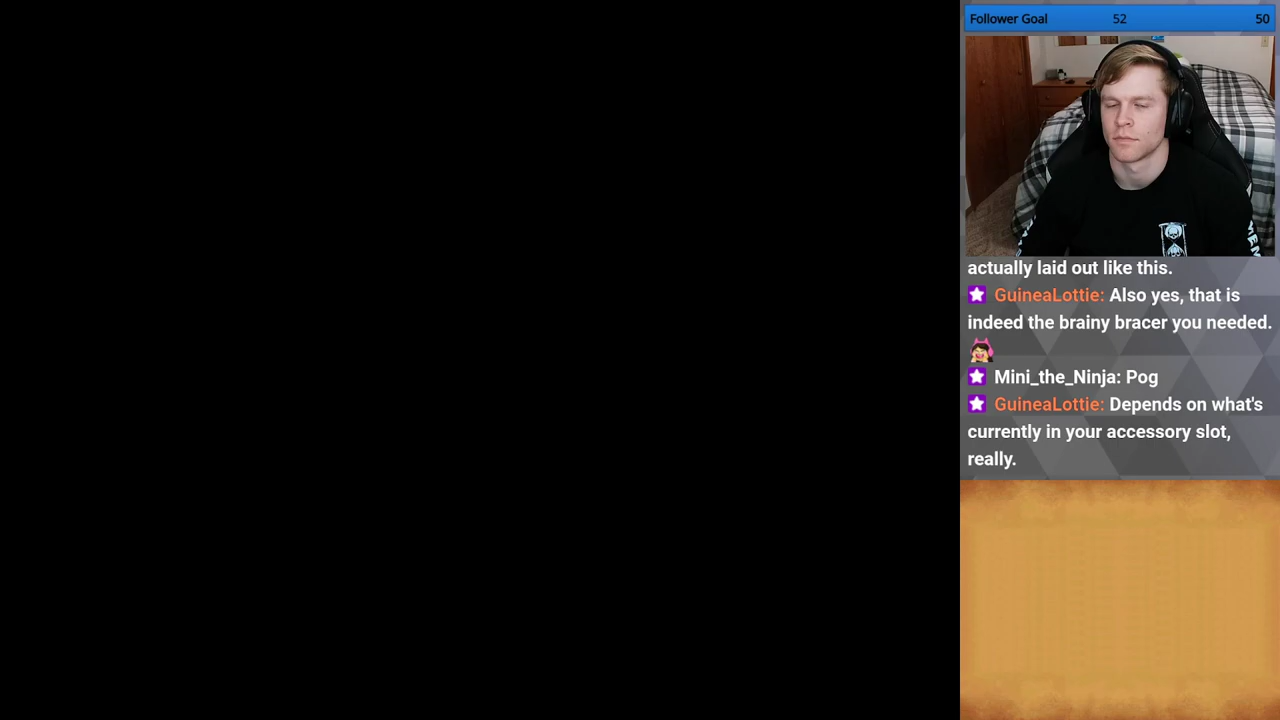 Follower Goal 52 50
actually laid out like this.
GuineaLottie: Also yes, that is
indeed the brainy bracer you needed.
Mini_the_Ninja: Pog
GuineaLottie: Depends on what's
currently in your accessory slot,
really.